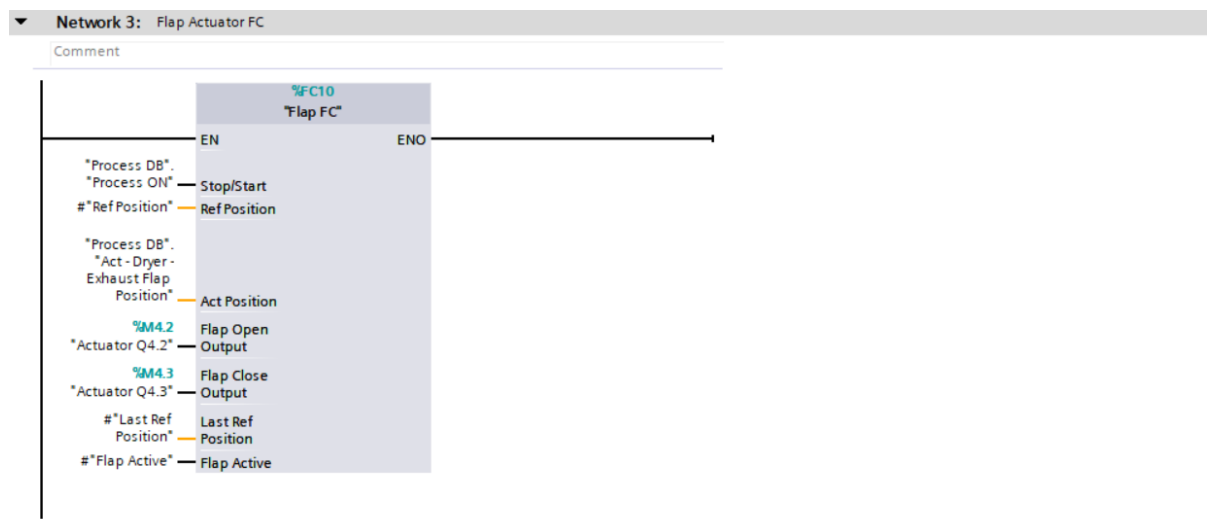 Network 3: Flap Actuator FC
Comment
%FC10
"Flap FC"
EN ENO
"Process DB".
"Process ON" Stop/Start
#"Ref Position" Ref Position
"Process DB".
"Act - Dryer -
Exhaust Flap
Position" Act Position
%M4.2 Flap Open
"Actuator Q4.2" Output
%M4.3 Flap Close
"Actuator Q4.3" Output
#"Last Ref Last Ref
Position" Position
#"Flap Active" Flap Active